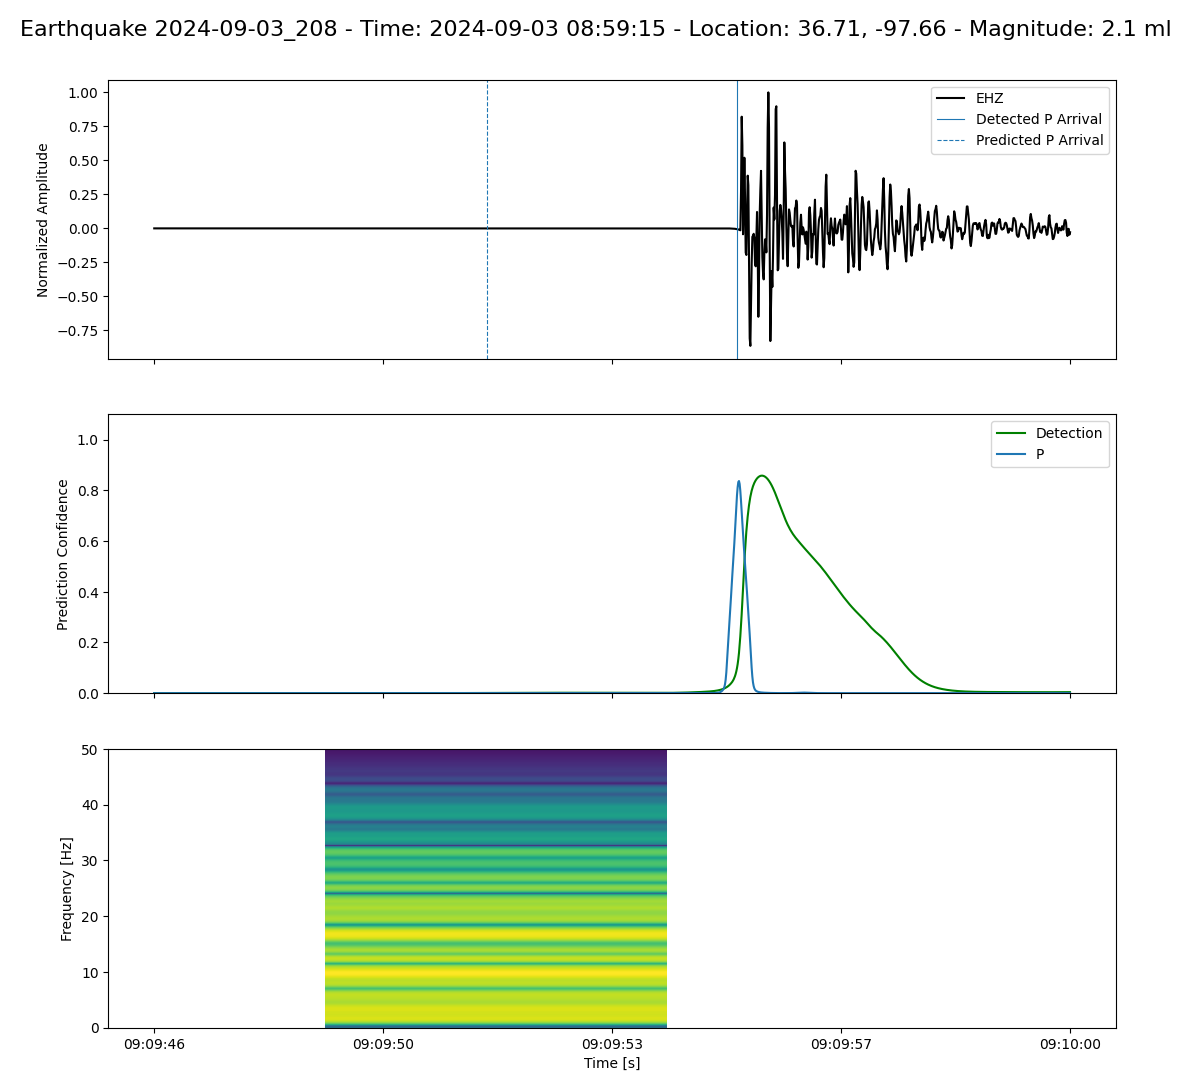 Earthquake 2024-09-03_208 - Time: 2024-09-03 08:59:15 - Location: 36.71, -97.66 - Magnitude: 2.1 ml
Normalized Amplitude
1.00
0.75
0.50
0.25
0.00
−0.25
−0.50
−0.75
EHZ
Detected P Arrival
Predicted P Arrival
Prediction Confidence
1.0
0.8
0.6
0.4
0.2
0.0
Detection
P
Frequency [Hz]
50
40
30
20
10
0
09:09:46 09:09:50 09:09:53 09:09:57 09:10:00
Time [s]